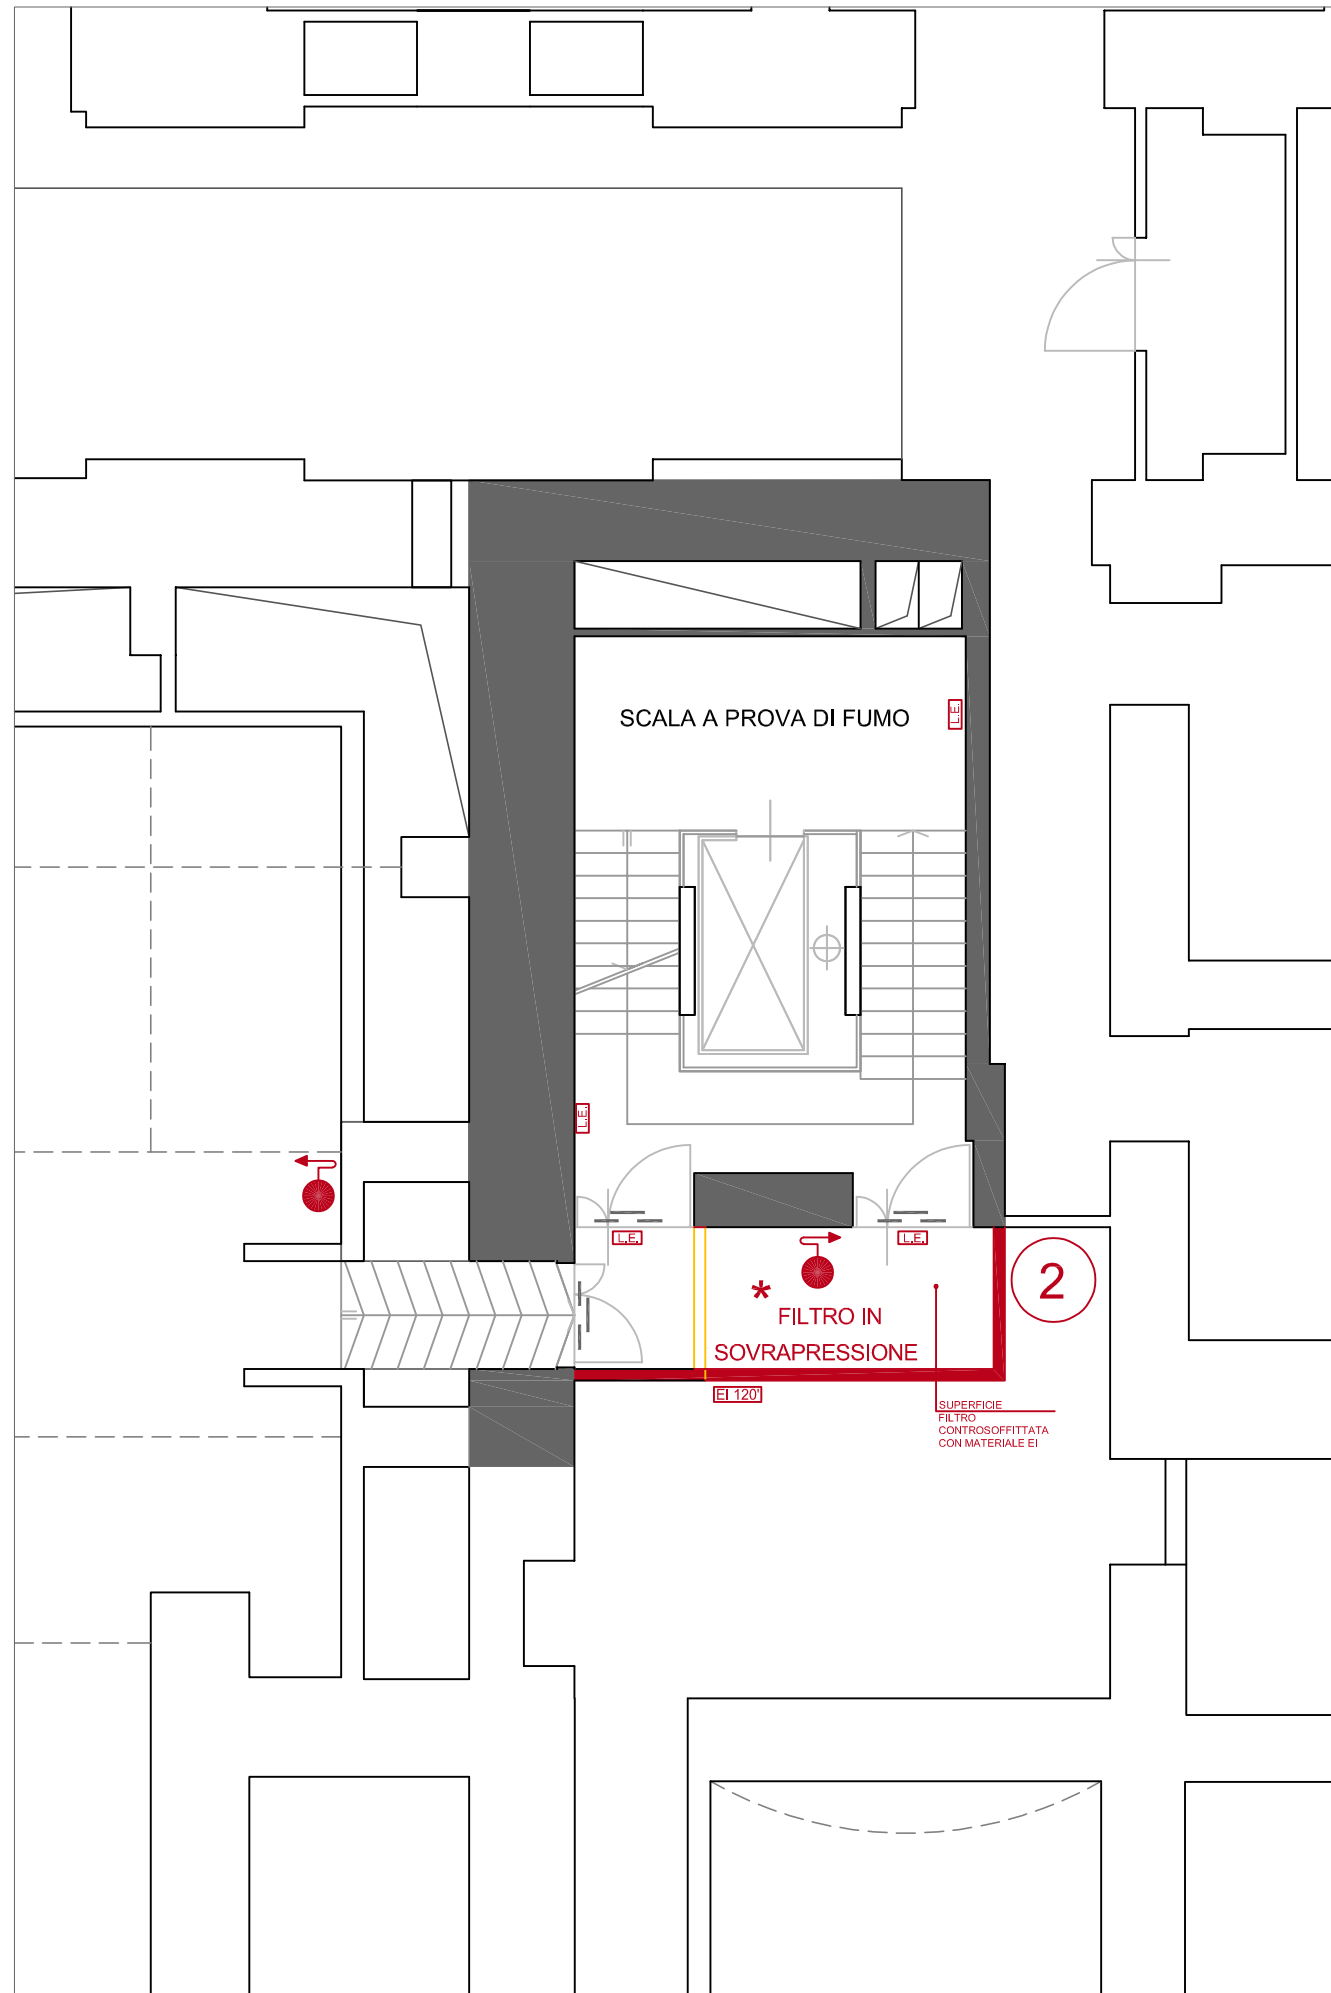 SCALA A PROVA DI FUMO
L.E.
L.E.
L.E.
L.E.
2
*
FILTRO IN
SOVRAPRESSIONE
EI 120'
SUPERFICIE
FILTRO
CONTROSOFFITTATA
CON MATERIALE EI